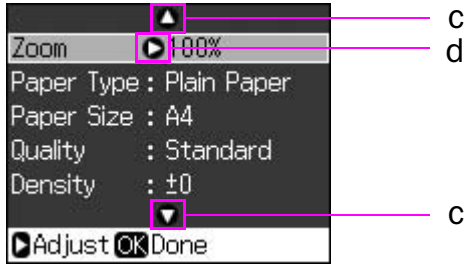 c
Zoom 100%
d
Paper Type : Plain Paper
Paper Size : A4
Quality : Standard
Density : ±0
c
Adjust OK Done